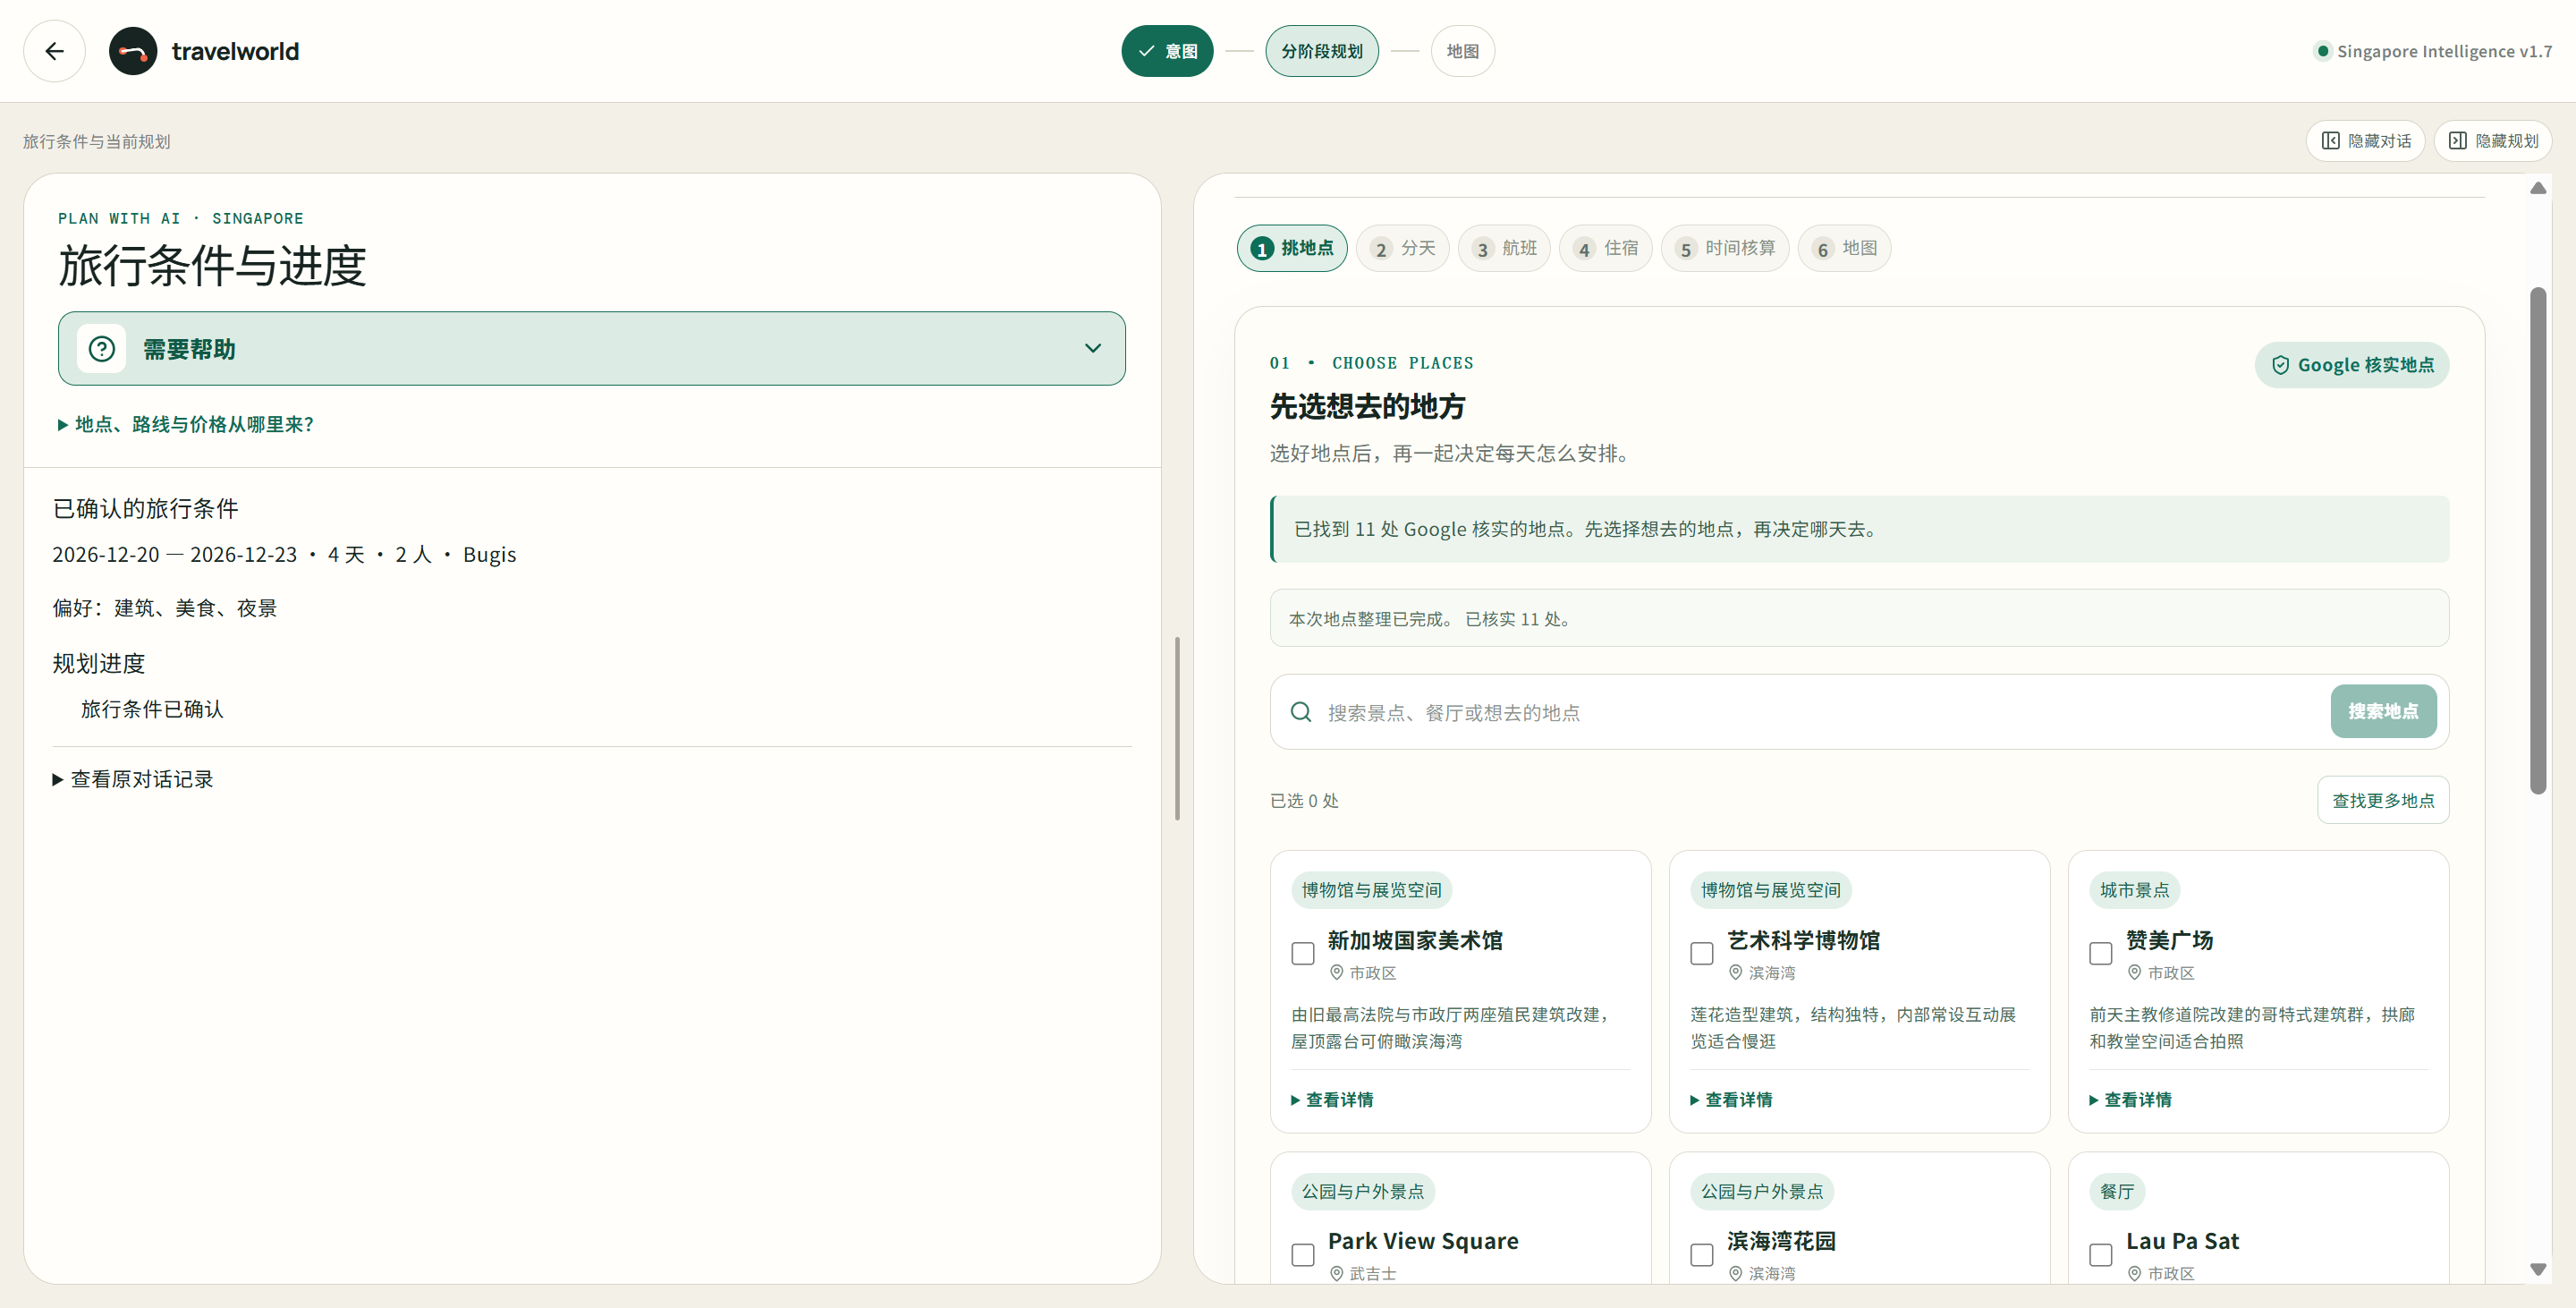 travelworld
意图
分阶段规划
地图
Singapore Intelligence v1.7
旅行条件与当前规划
隐藏对话
隐藏规划
PLAN WITH AI · SINGAPORE
旅行条件与进度
需要帮助
地点、路线与价格从哪里来？
已确认的旅行条件
2026-12-20 — 2026-12-23 · 4 天 · 2 人 · Bugis
偏好：建筑、美食、夜景
规划进度
旅行条件已确认
查看原对话记录
1 挑地点
2 分天
3 航班
4 住宿
5 时间核算
6 地图
01 · CHOOSE PLACES
Google 核实地点
先选想去的地方
选好地点后，再一起决定每天怎么安排。
已找到 11 处 Google 核实的地点。先选择想去的地点，再决定哪天去。
本次地点整理已完成。 已核实 11 处。
搜索景点、餐厅或想去的地点
搜索地点
已选 0 处
查找更多地点
博物馆与展览空间
新加坡国家美术馆
市政区
由旧最高法院与市政厅两座殖民建筑改建，
屋顶露台可俯瞰滨海湾
查看详情
博物馆与展览空间
艺术科学博物馆
滨海湾
莲花造型建筑，结构独特，内部常设互动展
览适合慢逛
查看详情
城市景点
赞美广场
市政区
前天主教修道院改建的哥特式建筑群，拱廊
和教堂空间适合拍照
查看详情
公园与户外景点
Park View Square
武吉士
公园与户外景点
滨海湾花园
滨海湾
餐厅
Lau Pa Sat
市政区